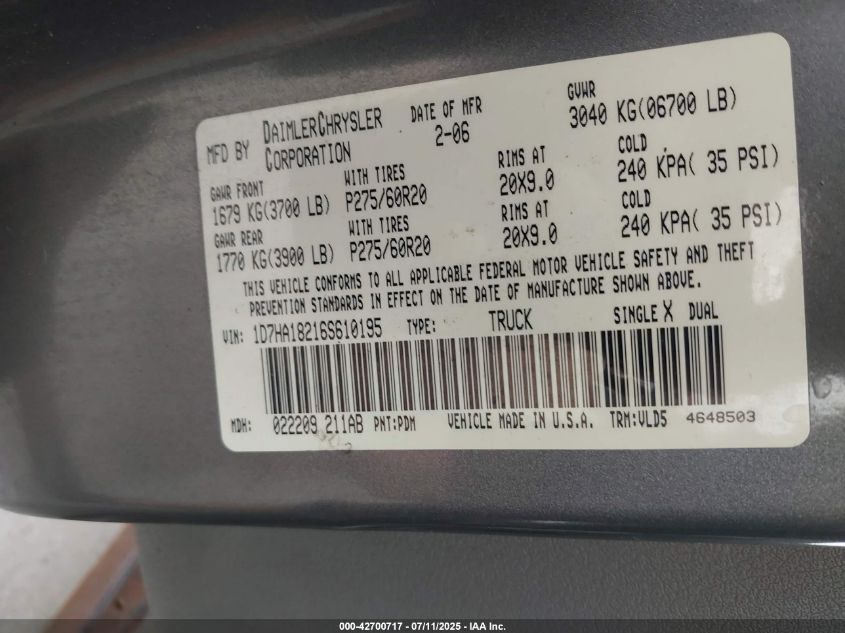 MFD BY DAIMLERCHRYSLER CORPORATION DATE OF MFR 2-06 GVWR 3040 KG(06700 LB)
GAWR FRONT WITH TIRES RIMS AT COLD
1679 KG(3700 LB) P275/60R20 20X9.0 240 KPA( 35 PSI)
GAWR REAR WITH TIRES RIMS AT COLD
1770 KG(3900 LB) P275/60R20 20X9.0 240 KPA( 35 PSI)
THIS VEHICLE CONFORMS TO ALL APPLICABLE FEDERAL MOTOR VEHICLE SAFETY AND THEFT
PREVENTION STANDARDS IN EFFECT ON THE DATE OF MANUFACTURE SHOWN ABOVE.
VIN: 1D7HA18216S610195 TYPE: TRUCK SINGLE X DUAL
MDH: 022209 211AB PNT:PDM VEHICLE MADE IN U.S.A. TRM:VLD5 4648503
000-42700717 - 07/11/2025 - IAA Inc.